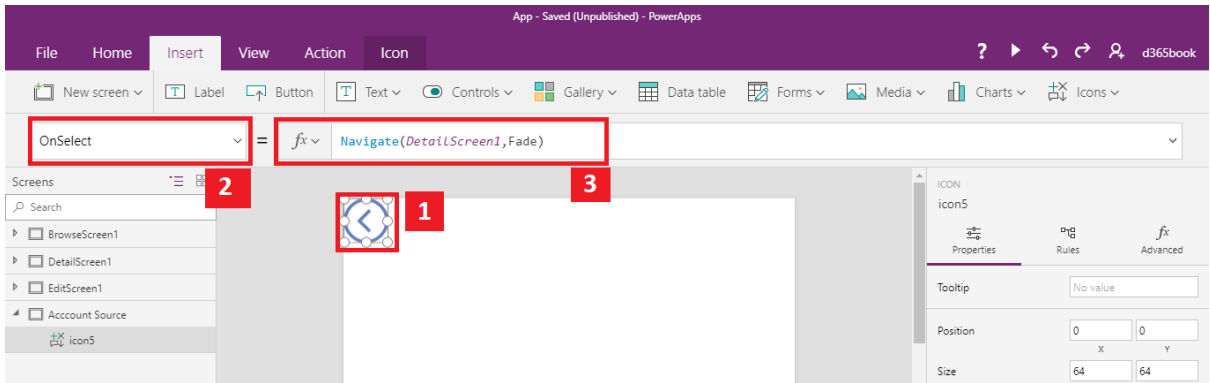 App - Saved (Unpublished) - PowerApps
File Home Insert View Action Icon ? d365book
New screen T Label Button T Text Controls Gallery Data table Forms Media Charts Icons
OnSelect = fx Navigate(DetailScreen1,Fade)
2 3
Screens
Search
BrowseScreen1
DetailScreen1
EditScreen1
Acccount Source
icon5
1
ICON
icon5
Properties Rules fx Advanced
Tooltip No value
Position 0 0
X Y
Size 64 64